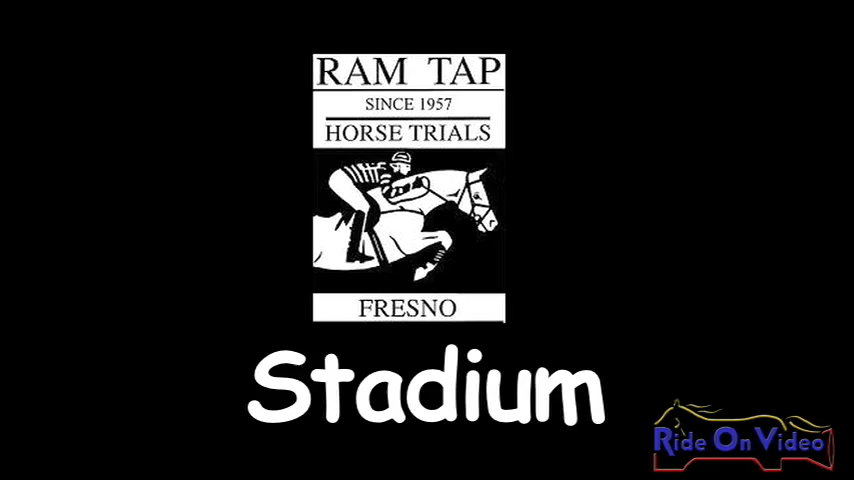 RAM TAP
SINCE 1957
HORSE TRIALS
FRESNO
Stadium
Ride On Video